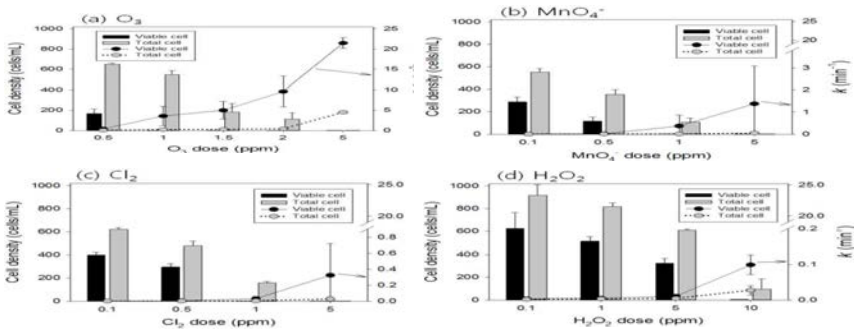 (a) O₃
Viable cell
Total cell
Viable cell
Total cell
Cell density (cells/mL)
1000
800
600
400
200
0
25
20
15
10
5
0
0.5 1 1.5 2 5
O₃ dose (ppm)
(b) MnO₄⁻
Viable cell
Total cell
Viable cell
Total cell
Cell density (cells/mL)
1000
800
600
400
200
0
25
20
3
2
1
0
k (min⁻¹)
0.1 0.5 1 5
MnO₄⁻ dose (ppm)
(c) Cl₂
Viable cell
Total cell
Viable cell
Total cell
Cell density (cells/mL)
1000
800
600
400
200
0
25.0
20.0
0.8
0.6
0.4
0.2
0.0
0.1 0.5 1 5
Cl₂ dose (ppm)
(d) H₂O₂
Viable cell
Total cell
Viable cell
Total cell
Cell density (cells/mL)
1000
800
600
400
200
0
25.0
20.0
0.2
0.1
0.0
k (min⁻¹)
0.1 1 5 10
H₂O₂ dose (ppm)